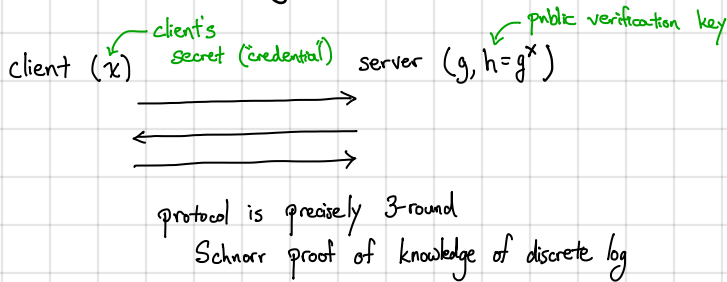 public verification key
client's
secret ("credential")
client (x)
server (g, h=g^x)
protocol is precisely 3-round
Schnorr proof of knowledge of discrete log